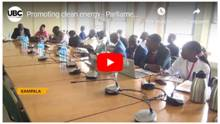 UBC
Promoting clean energy - Parliame...
KAMPALA